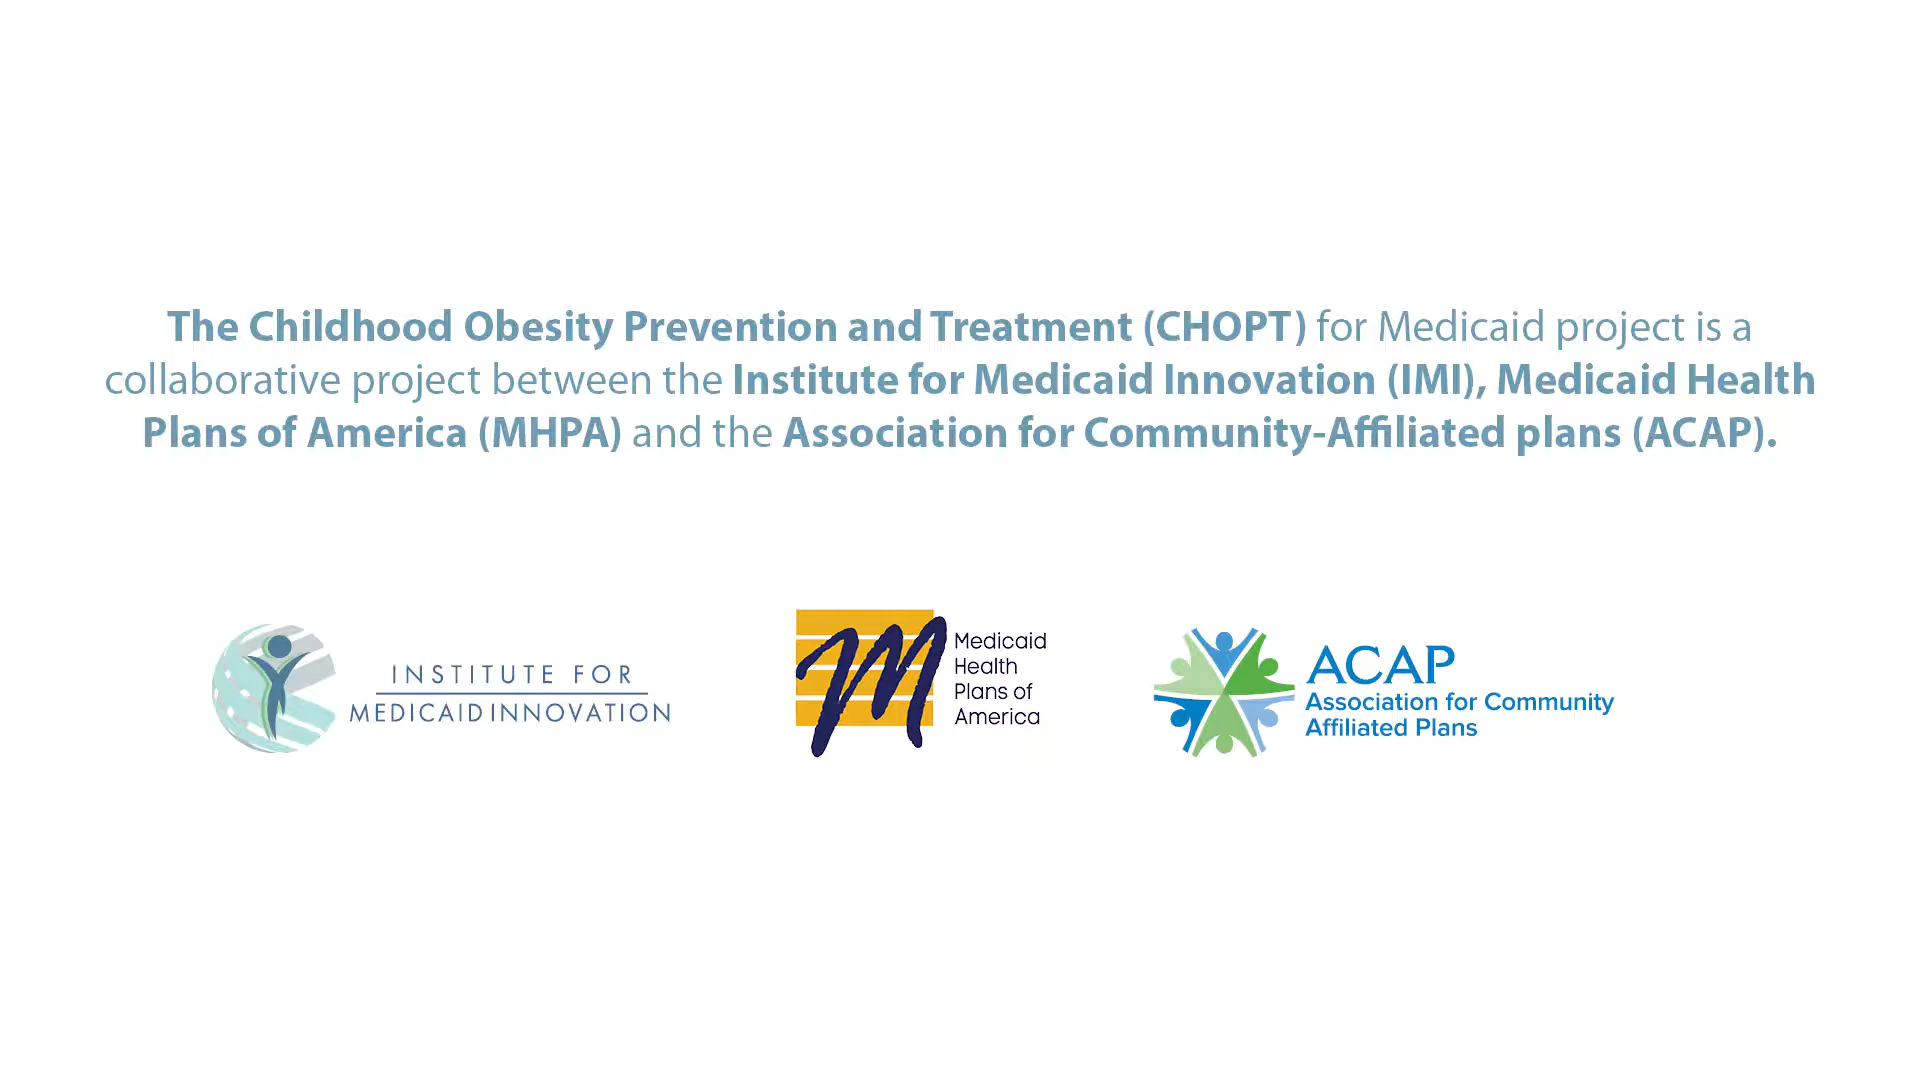 The Childhood Obesity Prevention and Treatment (CHOPT) for Medicaid project is a
collaborative project between the Institute for Medicaid Innovation (IMI), Medicaid Health
Plans of America (MHPA) and the Association for Community-Affiliated plans (ACAP).
INSTITUTE FOR
MEDICAID INNOVATION
Medicaid
Health
Plans of
America
ACAP
Association for Community
Affiliated Plans